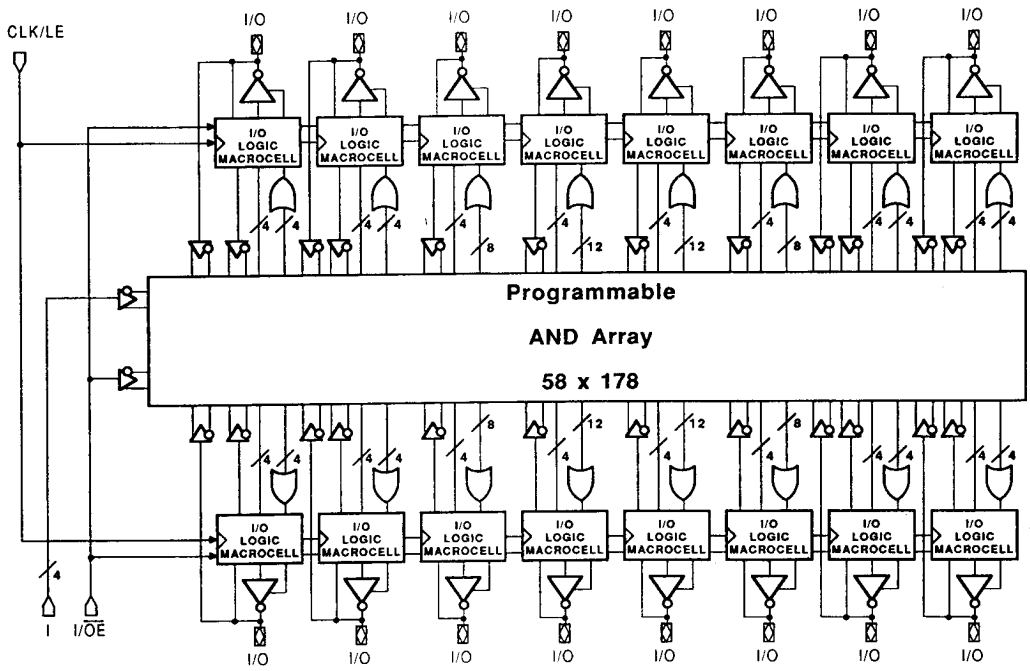 I/O I/O I/O I/O I/O I/O I/O I/O
CLK/LE
I/O I/O I/O I/O I/O I/O I/O I/O
LOGIC LOGIC LOGIC LOGIC LOGIC LOGIC LOGIC LOGIC
MACROCELL MACROCELL MACROCELL MACROCELL MACROCELL MACROCELL MACROCELL MACROCELL
4 4 4 4 4 4 4 4 4 4 4 4
8 12 12 8
Programmable
AND Array
58 x 178
8 12 12 8
4 4 4 4 4 4 4 4 4 4 4 4
I/O I/O I/O I/O I/O I/O I/O I/O
LOGIC LOGIC LOGIC LOGIC LOGIC LOGIC LOGIC LOGIC
MACROCELL MACROCELL MACROCELL MACROCELL MACROCELL MACROCELL MACROCELL MACROCELL
4
I I/O̅E̅
I/O I/O I/O I/O I/O I/O I/O I/O